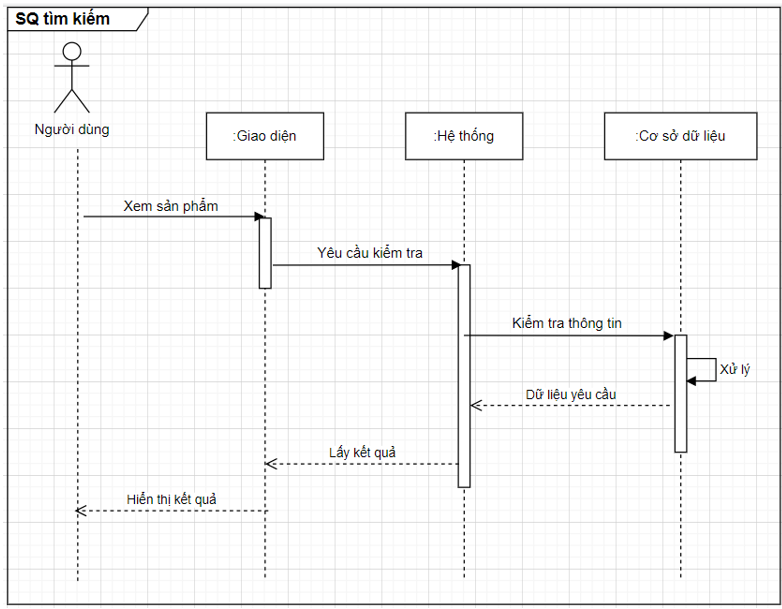 SQ tìm kiếm
Người dùng
:Giao diện
:Hệ thống
:Cơ sở dữ liệu
Xem sản phẩm
Yêu cầu kiểm tra
Kiểm tra thông tin
Xử lý
Dữ liệu yêu cầu
Lấy kết quả
Hiển thị kết quả